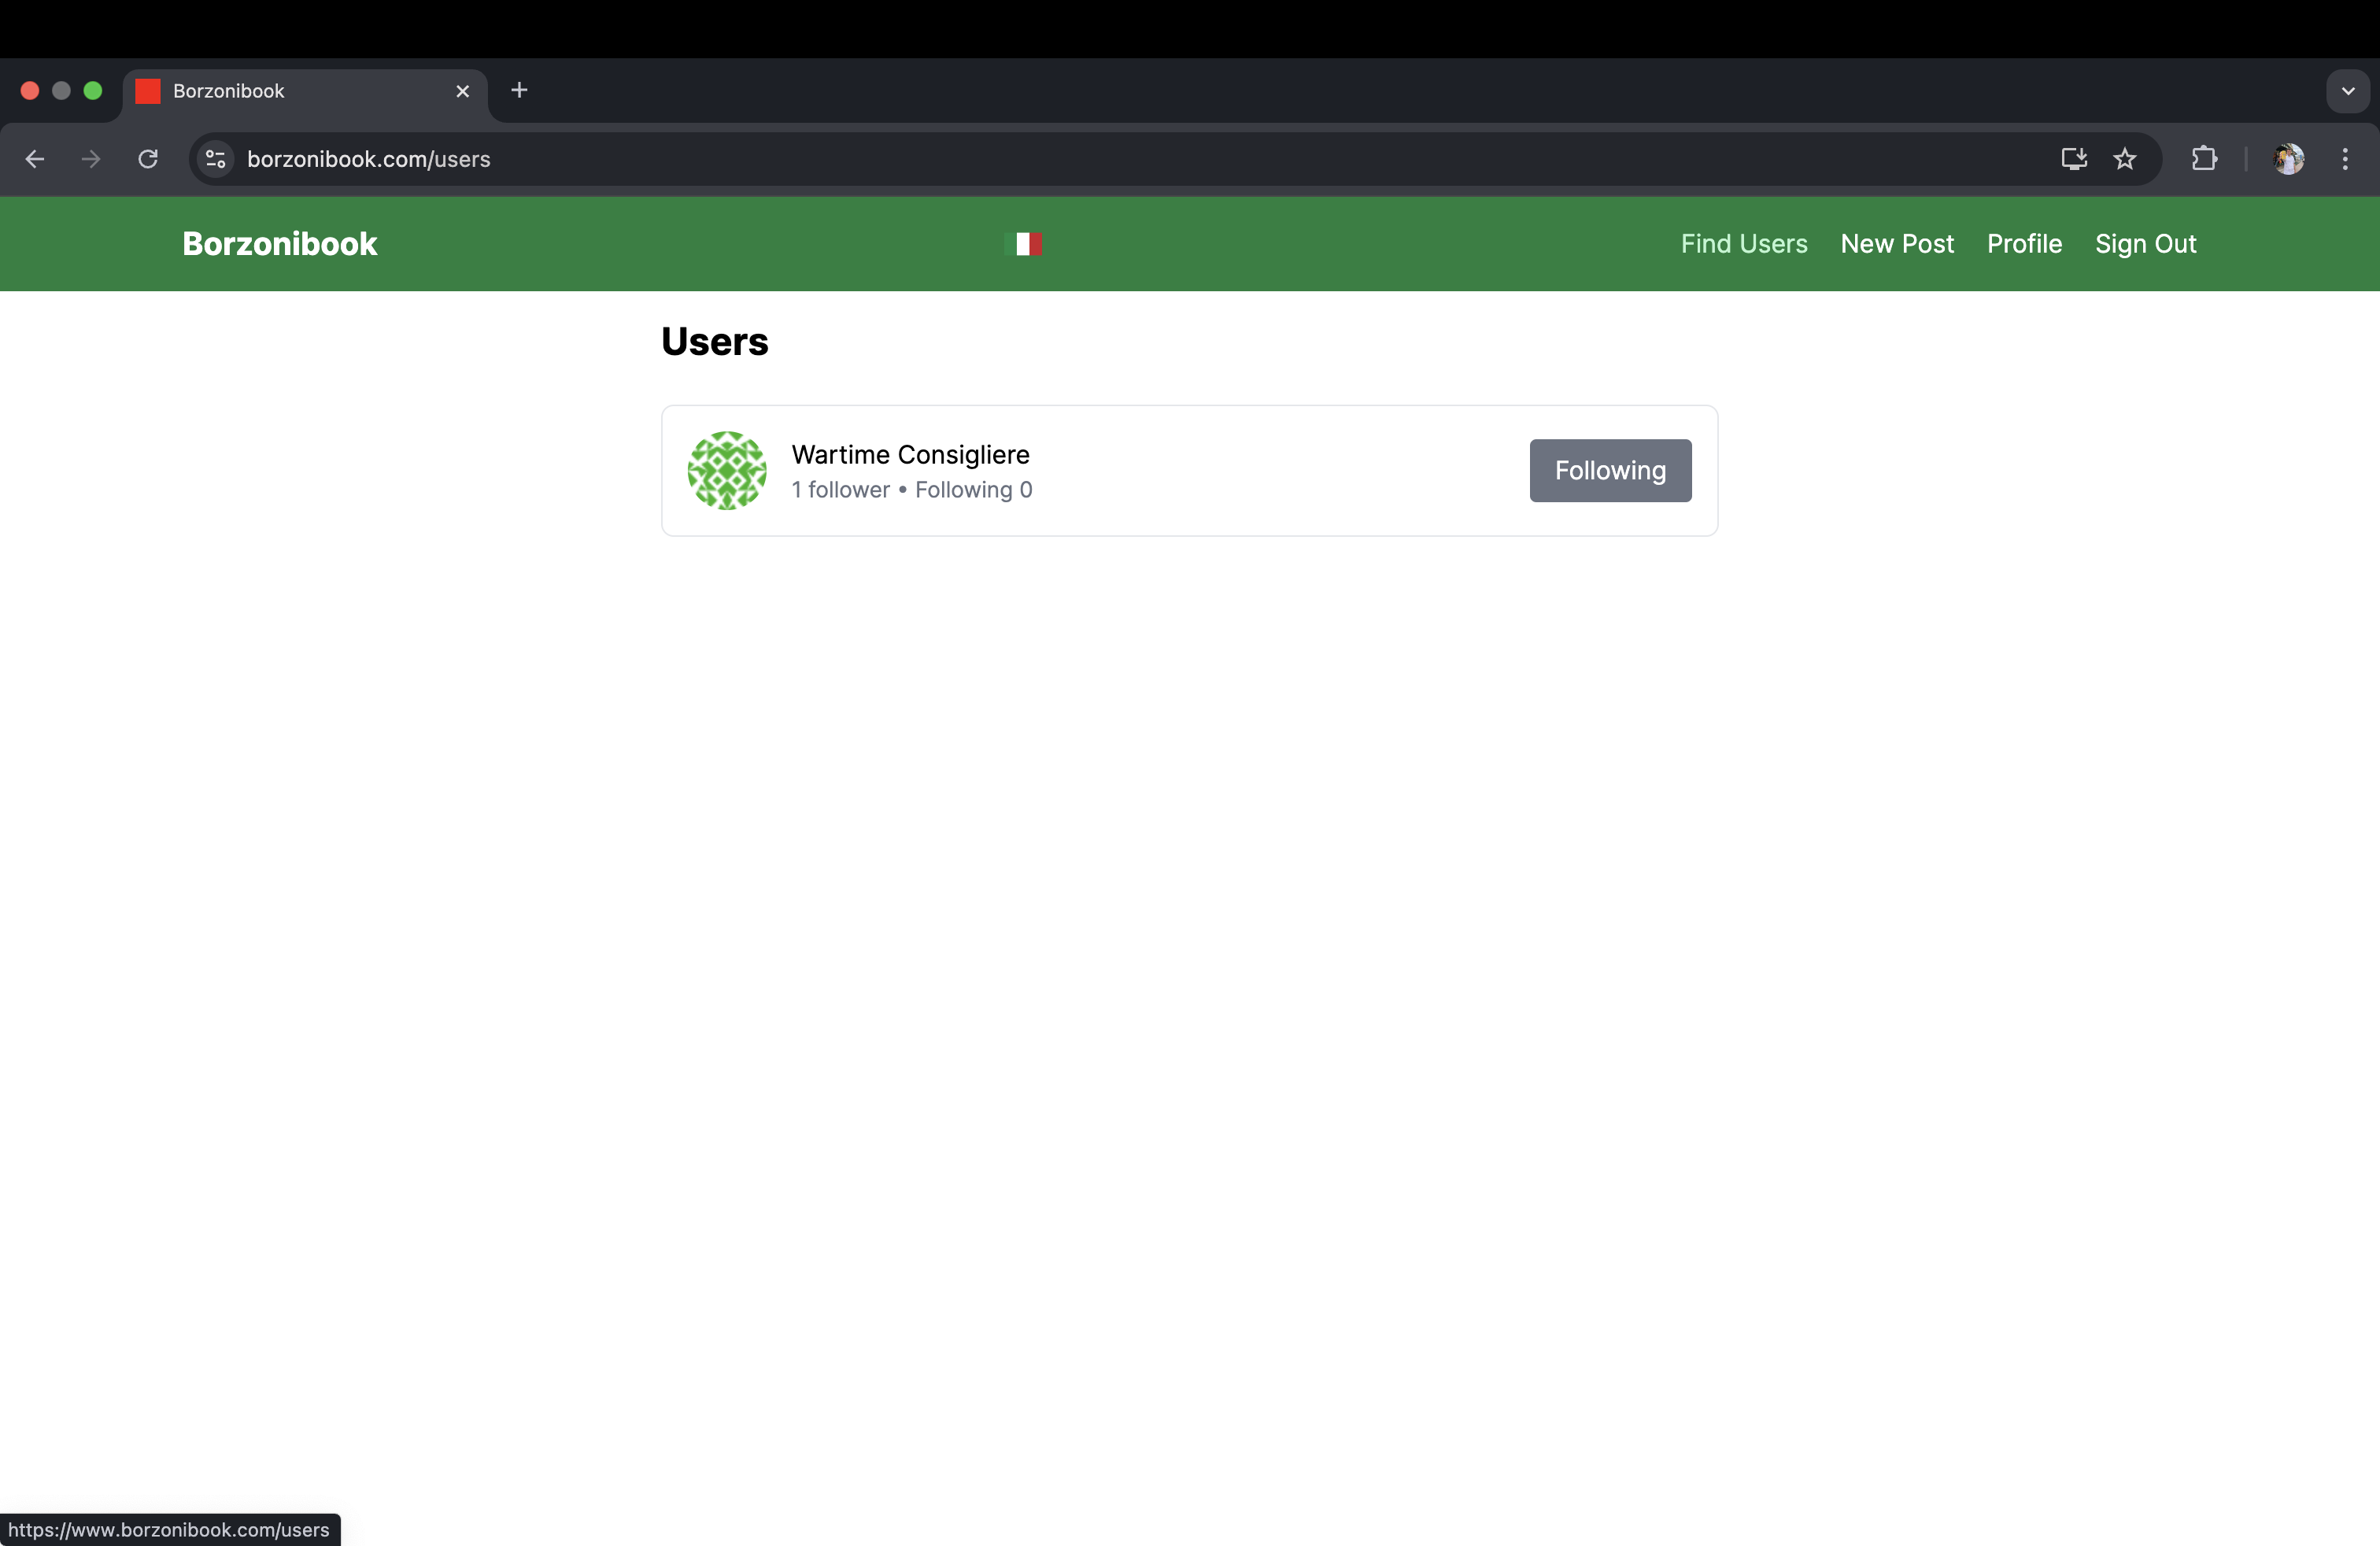 Borzonibook
borzonibook.com/users
Borzonibook
Find Users New Post Profile Sign Out
Users
Wartime Consigliere
1 follower • Following 0
Following
https://www.borzonibook.com/users